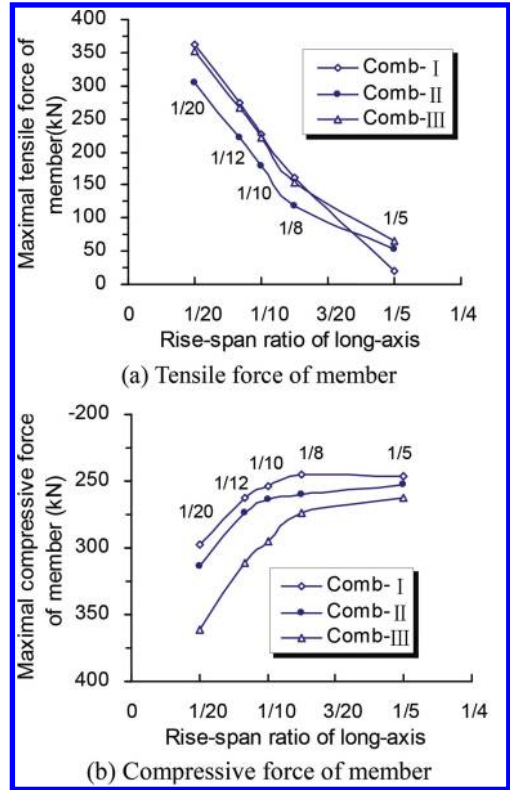 400
350
300
250
200
150
100
50
0
Maximal tensile force of
member(kN)
Comb- Ⅰ
Comb- Ⅱ
Comb-Ⅲ
1/20
1/12
1/10
1/8
1/5
0 1/20 1/10 3/20 1/5 1/4
Rise-span ratio of long-axis
(a) Tensile force of member
-200
250
300
350
400
Maximal compressive force
of member (kN)
1/20
1/12
1/10
1/8
1/5
Comb- Ⅰ
Comb- Ⅱ
Comb-Ⅲ
0 1/20 1/10 3/20 1/5 1/4
Rise-span ratio of long-axis
(b) Compressive force of member